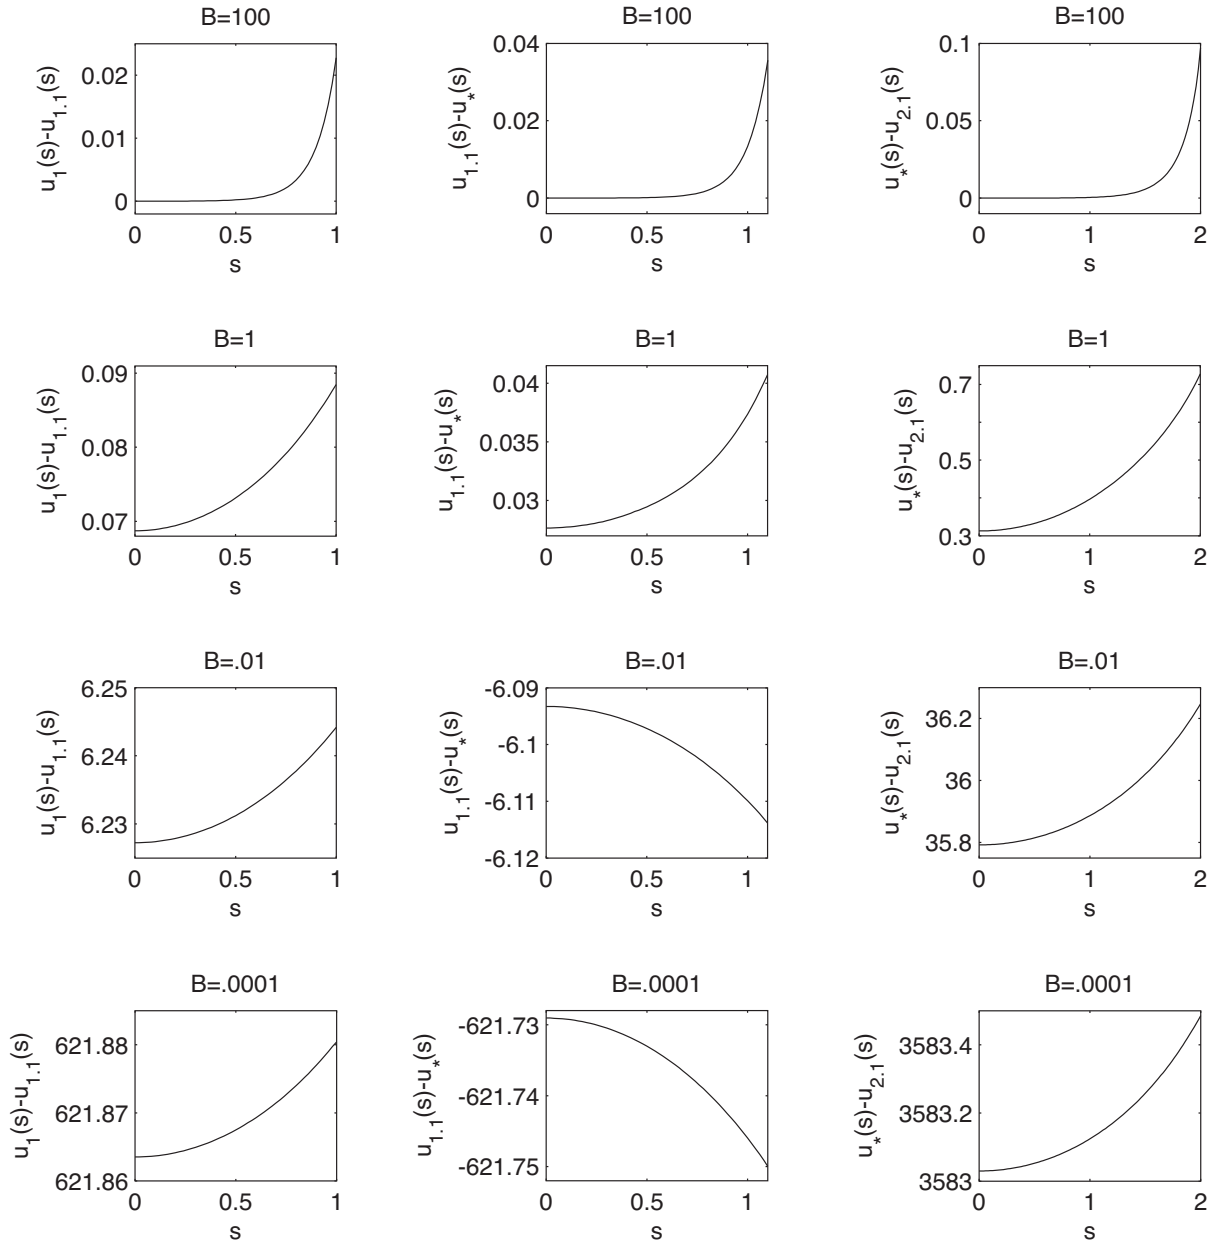 B=100
u1(s)-u1.1(s)
0.02
0.01
0
0
0.5
1
s
B=100
u1.1(s)-u*(s)
0.04
0.02
0
0
0.5
1
s
B=100
u*(s)-u2.1(s)
0.1
0.05
0
0
1
2
s
B=1
u1(s)-u1.1(s)
0.09
0.08
0.07
0
0.5
1
s
B=1
u1.1(s)-u*(s)
0.04
0.035
0.03
0
0.5
1
s
B=1
u*(s)-u2.1(s)
0.7
0.5
0.3
0
1
2
s
B=.01
u1(s)-u1.1(s)
6.25
6.24
6.23
0
0.5
1
s
B=.01
u1.1(s)-u*(s)
-6.09
-6.1
-6.11
-6.12
0
0.5
1
s
B=.01
u*(s)-u2.1(s)
36.2
36
35.8
0
1
2
s
B=.0001
u1(s)-u1.1(s)
621.88
621.87
621.86
0
0.5
1
s
B=.0001
u1.1(s)-u*(s)
-621.73
-621.74
-621.75
0
0.5
1
s
B=.0001
u*(s)-u2.1(s)
3583.4
3583.2
3583
0
1
2
s